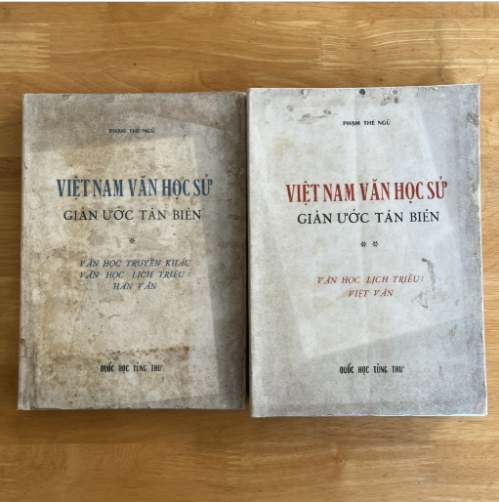 PHẠM THẾ NGŨ
VIỆT NAM VĂN HỌC SỬ
GIẢN ƯỚC TÂN BIÊN
*
VĂN HỌC TRUYỀN KHẨU
VĂN HỌC LỊCH TRIỀU
HÁN VĂN
QUỐC HỌC TÙNG THƯ
PHẠM THẾ NGŨ
VIỆT NAM VĂN HỌC SỬ
GIẢN ƯỚC TÂN BIÊN
* *
VĂN HỌC LỊCH TRIỀU:
VIỆT VĂN
QUỐC HỌC TÙNG THƯ